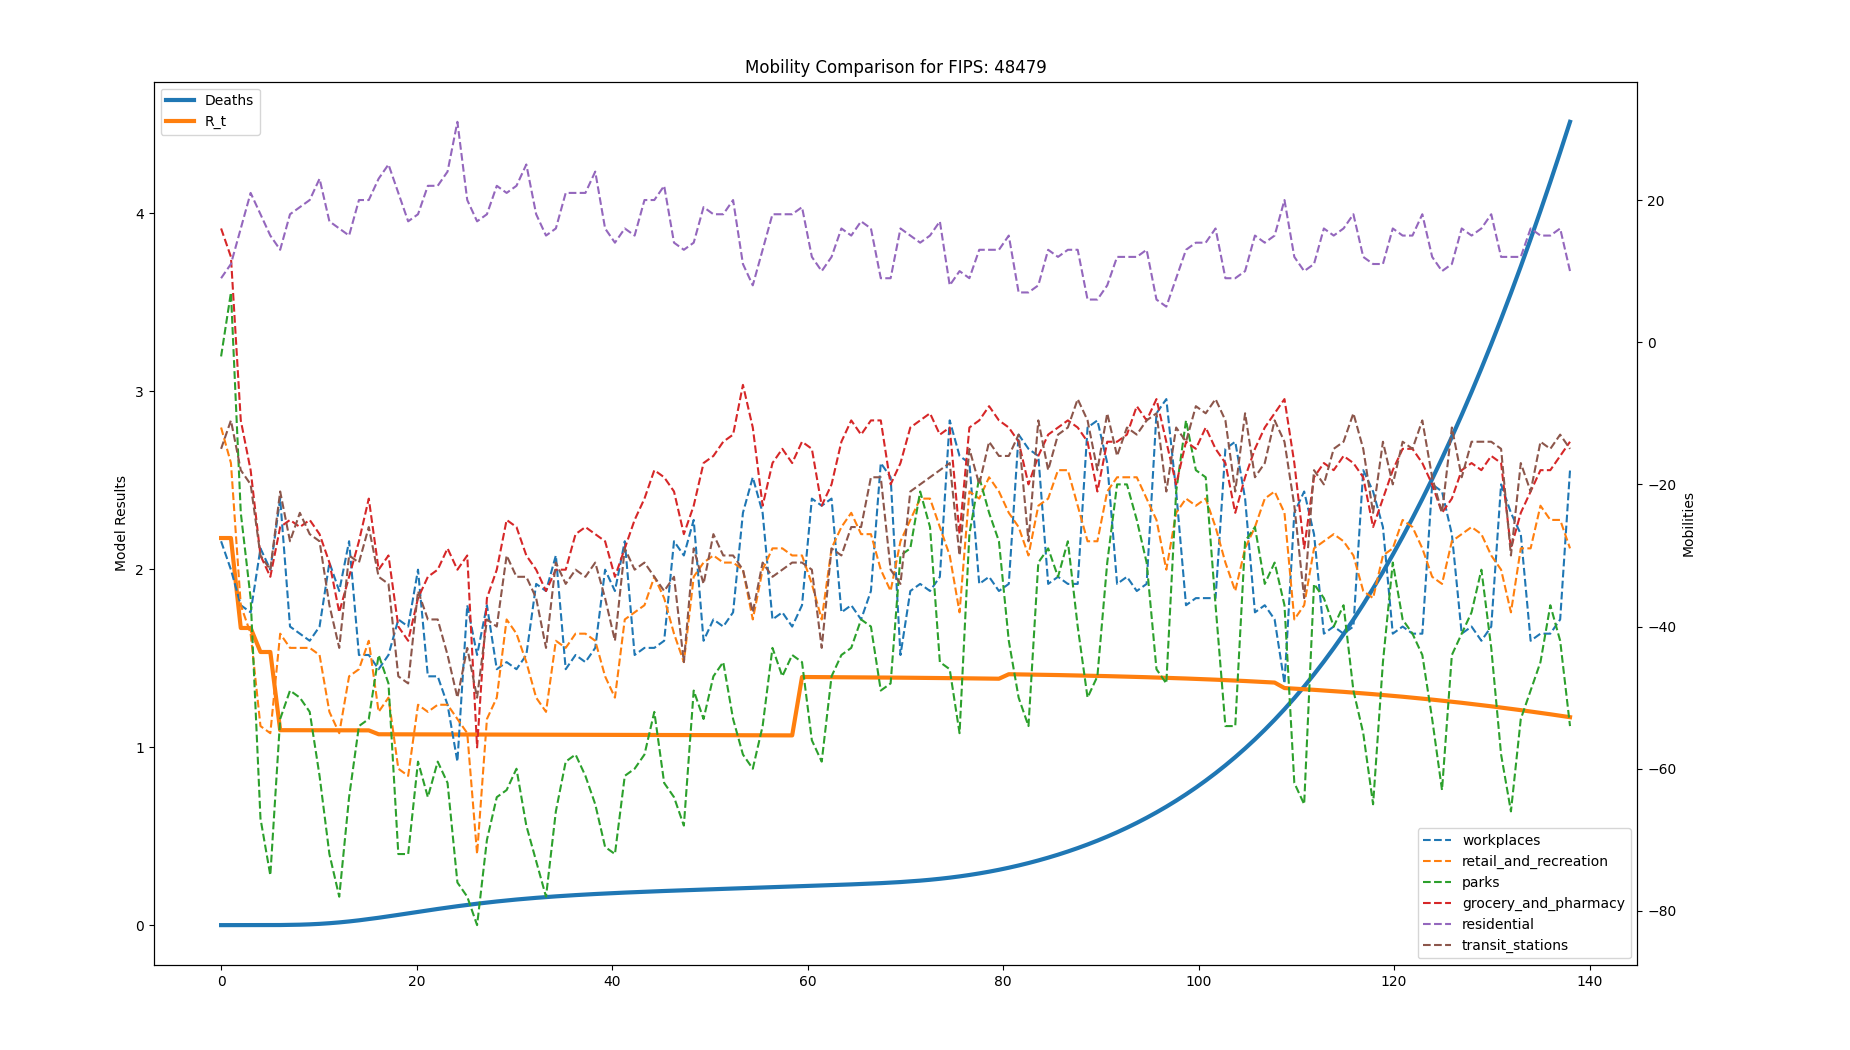 Mobility Comparison for FIPS: 48479
Deaths
R_t
Model Results
4
3
2
1
0
20
0
−20
−40
−60
−80
Mobilities
workplaces
retail_and_recreation
parks
grocery_and_pharmacy
residential
transit_stations
0 20 40 60 80 100 120 140